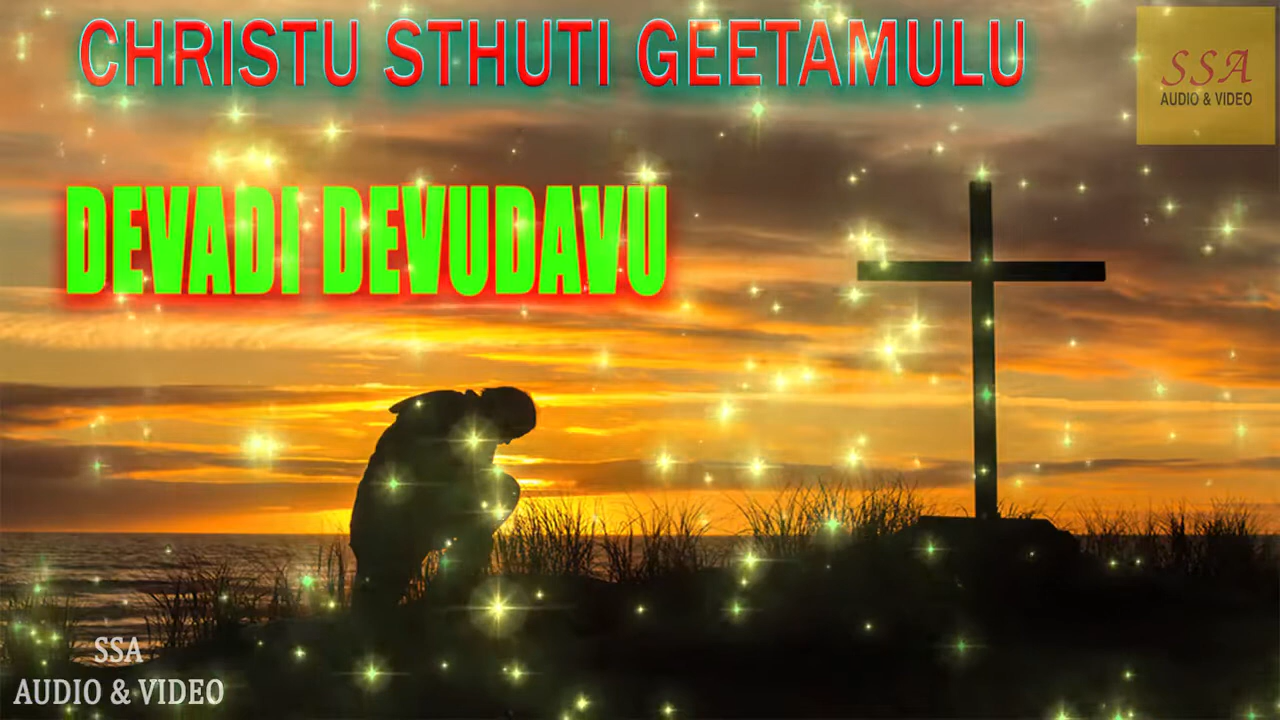 CHRISTU STHUTI GEETAMULU
SSA
AUDIO & VIDEO
DEVADI DEVUDAVU
SSA
AUDIO & VIDEO